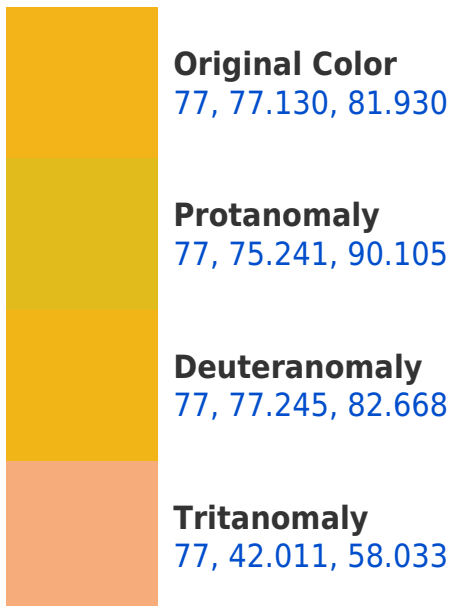 Original Color
77, 77.130, 81.930
Protanomaly
77, 75.241, 90.105
Deuteranomaly
77, 77.245, 82.668
Tritanomaly
77, 42.011, 58.033